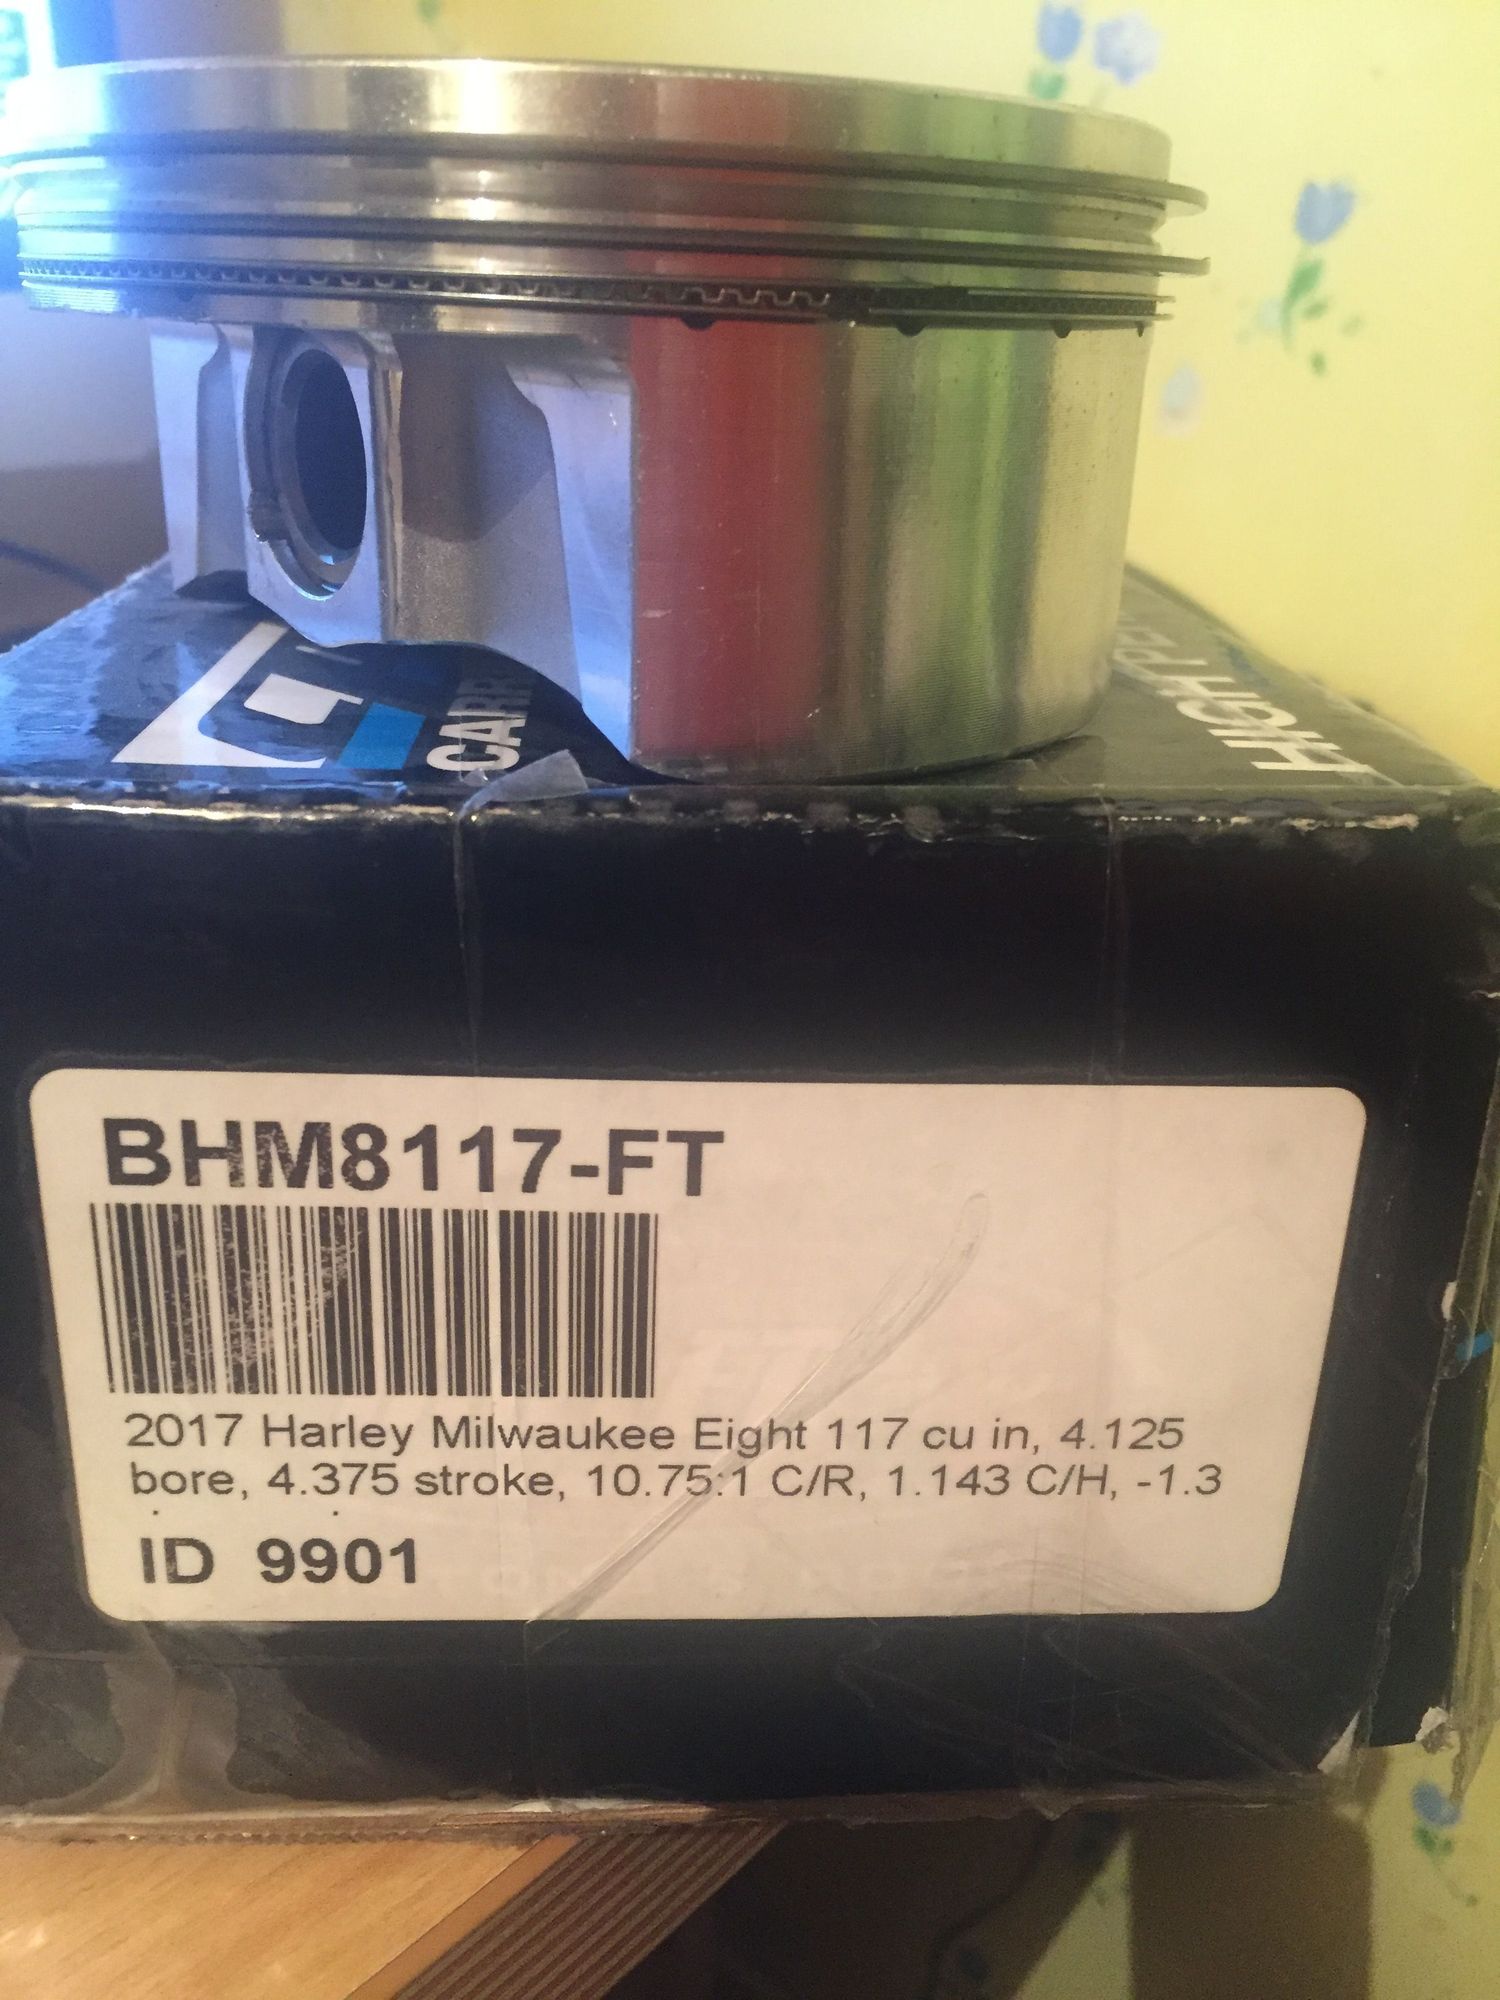 HIGH
BHM8117-FT
2017 Harley Milwaukee Eight 117 cu in, 4.125
bore, 4.375 stroke, 10.75:1 C/R, 1.143 C/H, -1.3
ID 9901